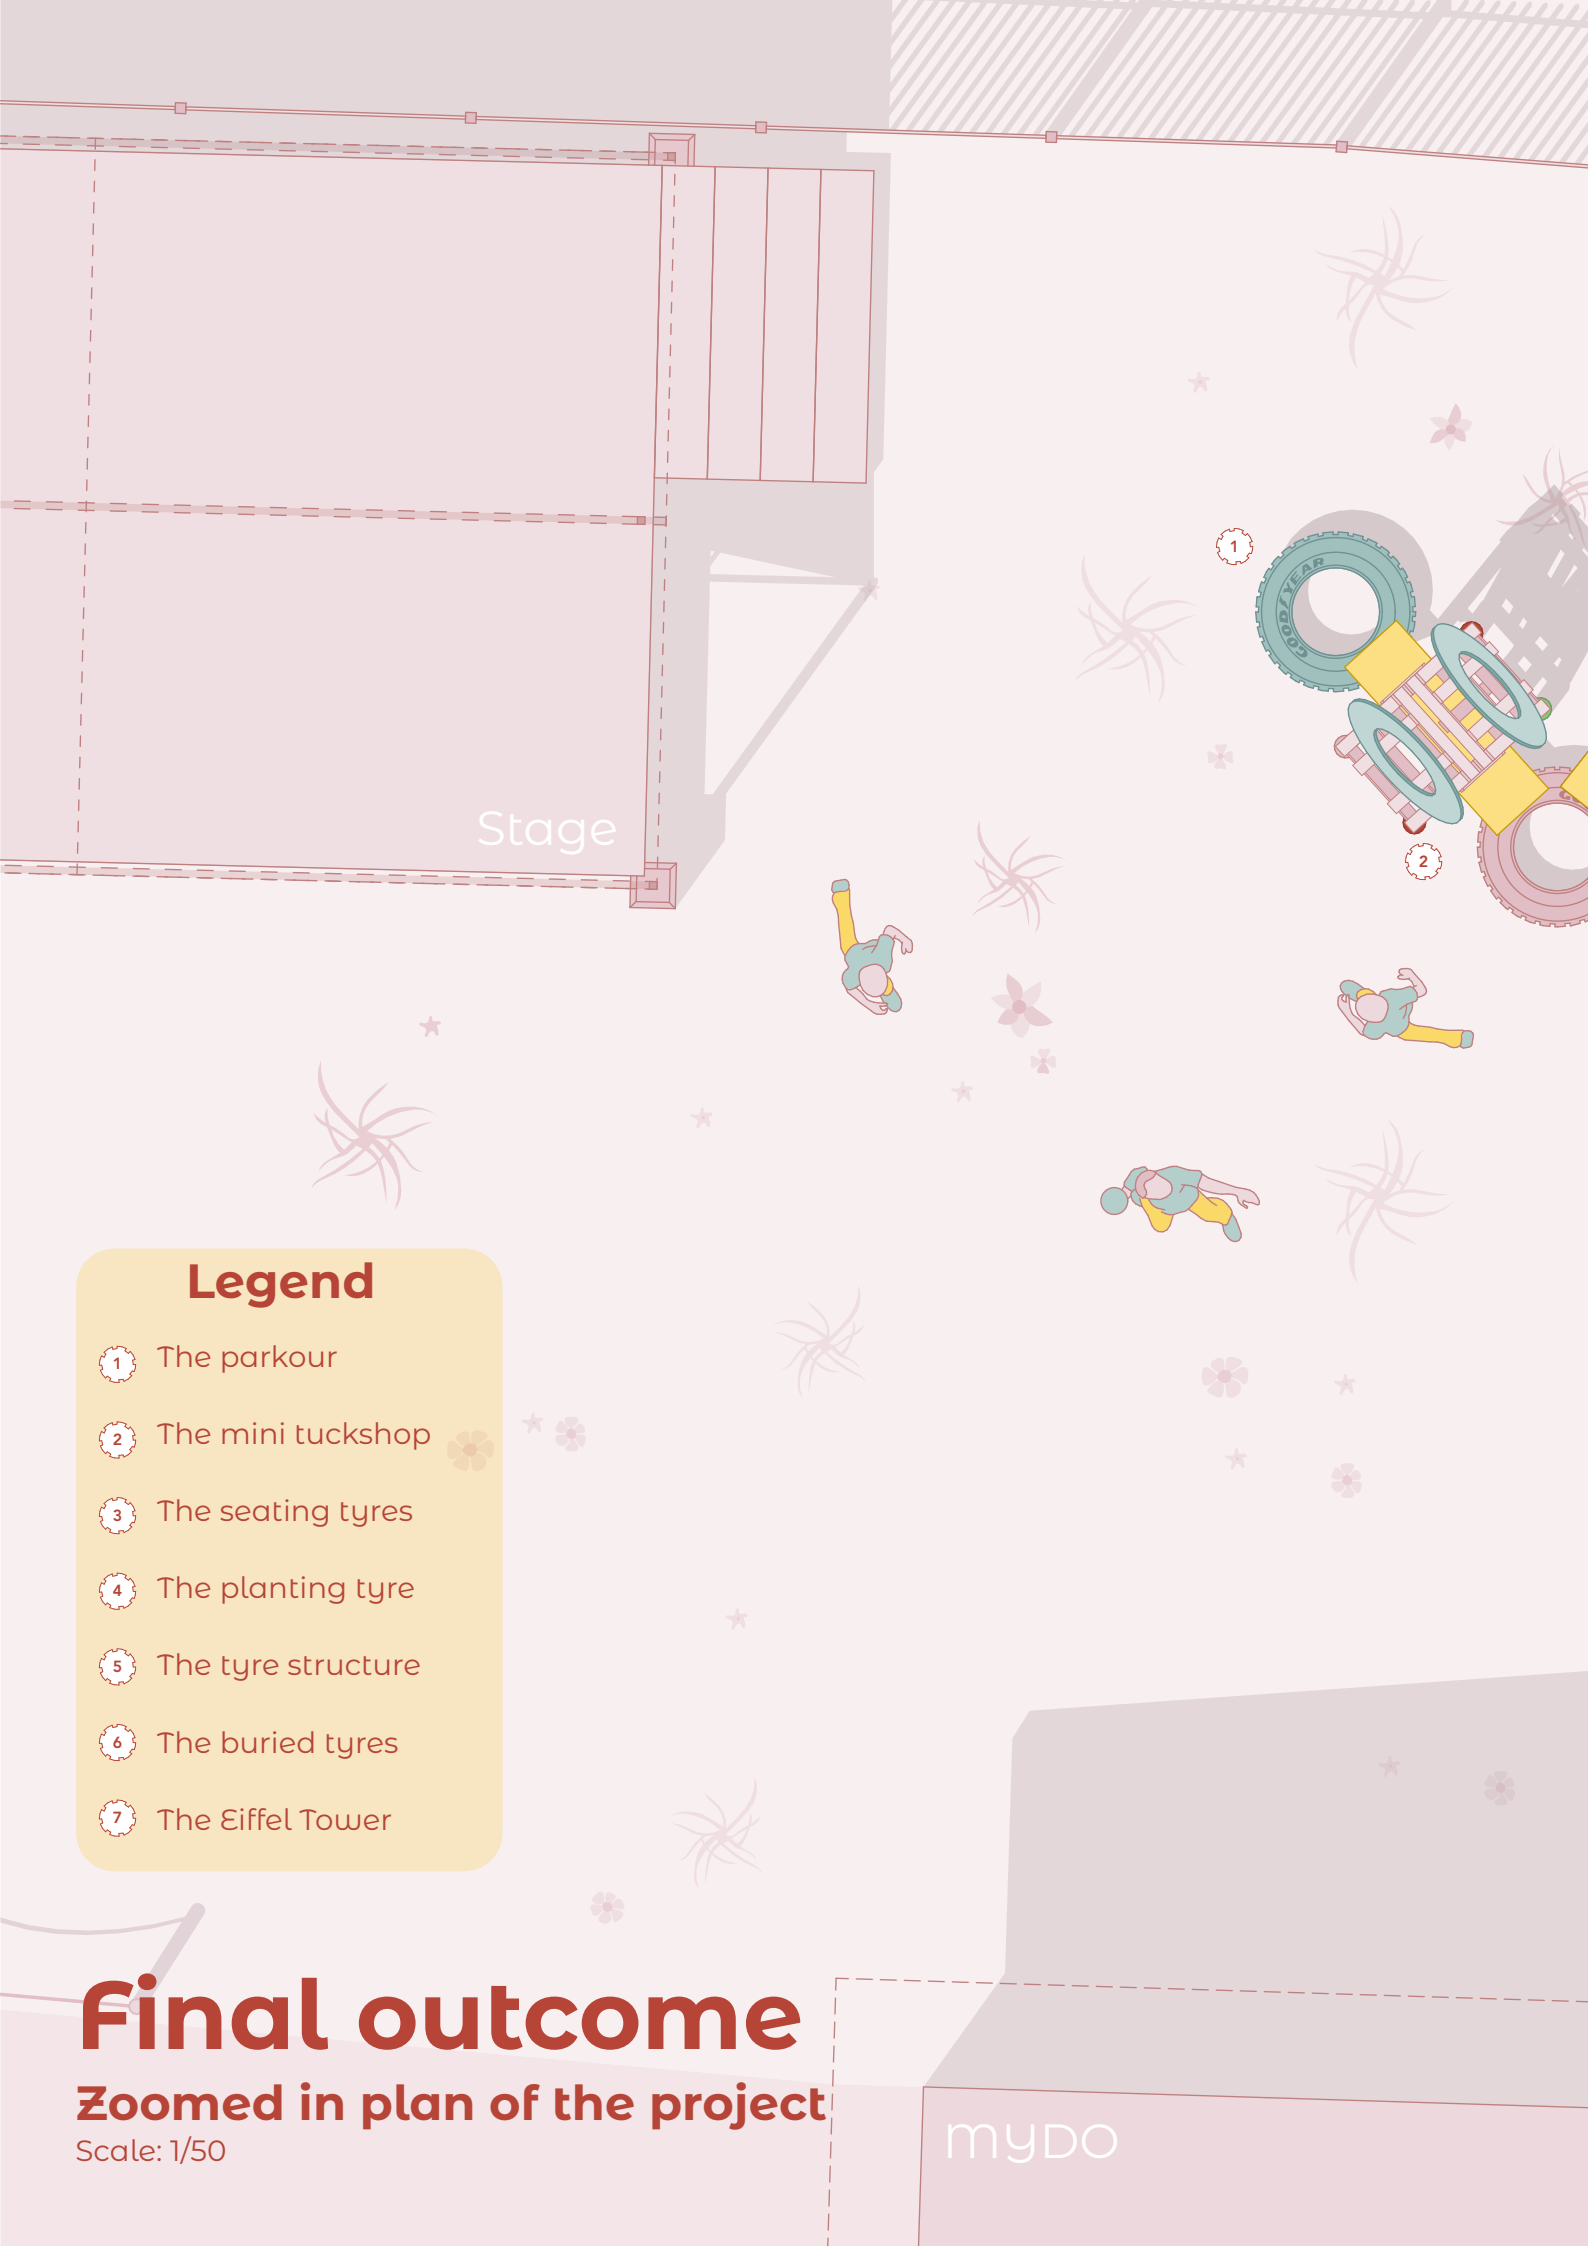 Stage
1
GOODYEAR
2
Legend
1 The parkour
2 The mini tuckshop
3 The seating tyres
4 The planting tyre
5 The tyre structure
6 The buried tyres
7 The Eiffel Tower
Final outcome
Zoomed in plan of the project
Scale: 1/50
myDO